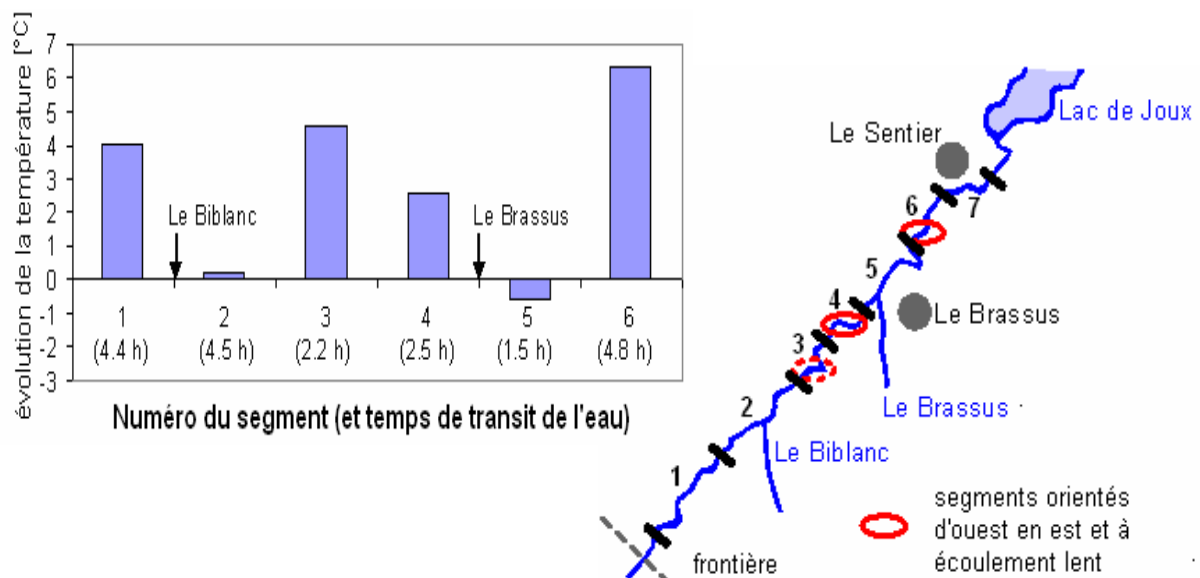 évolution de la température [°C]
7
6
5
4
3
2
1
0
-1
-2
-3
Le Biblanc
Le Brassus
1 2 3 4 5 6
(4.4 h) (4.5 h) (2.2 h) (2.5 h) (1.5 h) (4.8 h)
Numéro du segment (et temps de transit de l'eau)
Lac de Joux
Le Sentier
7
6
5
Le Brassus
4
3
Le Brassus
2
Le Biblanc
1
frontière
segments orientés
d'ouest en est et à
écoulement lent